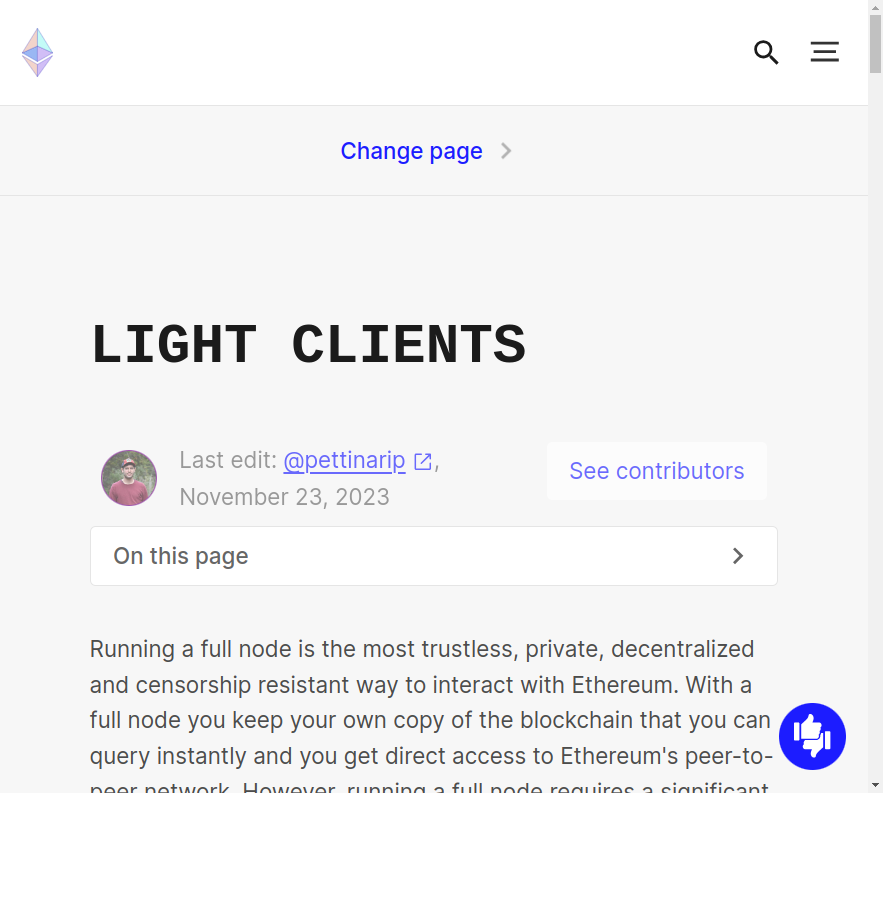 Change page
LIGHT CLIENTS
Last edit: @pettinarip,
November 23, 2023
See contributors
On this page
Running a full node is the most trustless, private, decentralized
and censorship resistant way to interact with Ethereum. With a
full node you keep your own copy of the blockchain that you can
query instantly and you get direct access to Ethereum's peer-to-
peer network. However, running a full node requires a significant